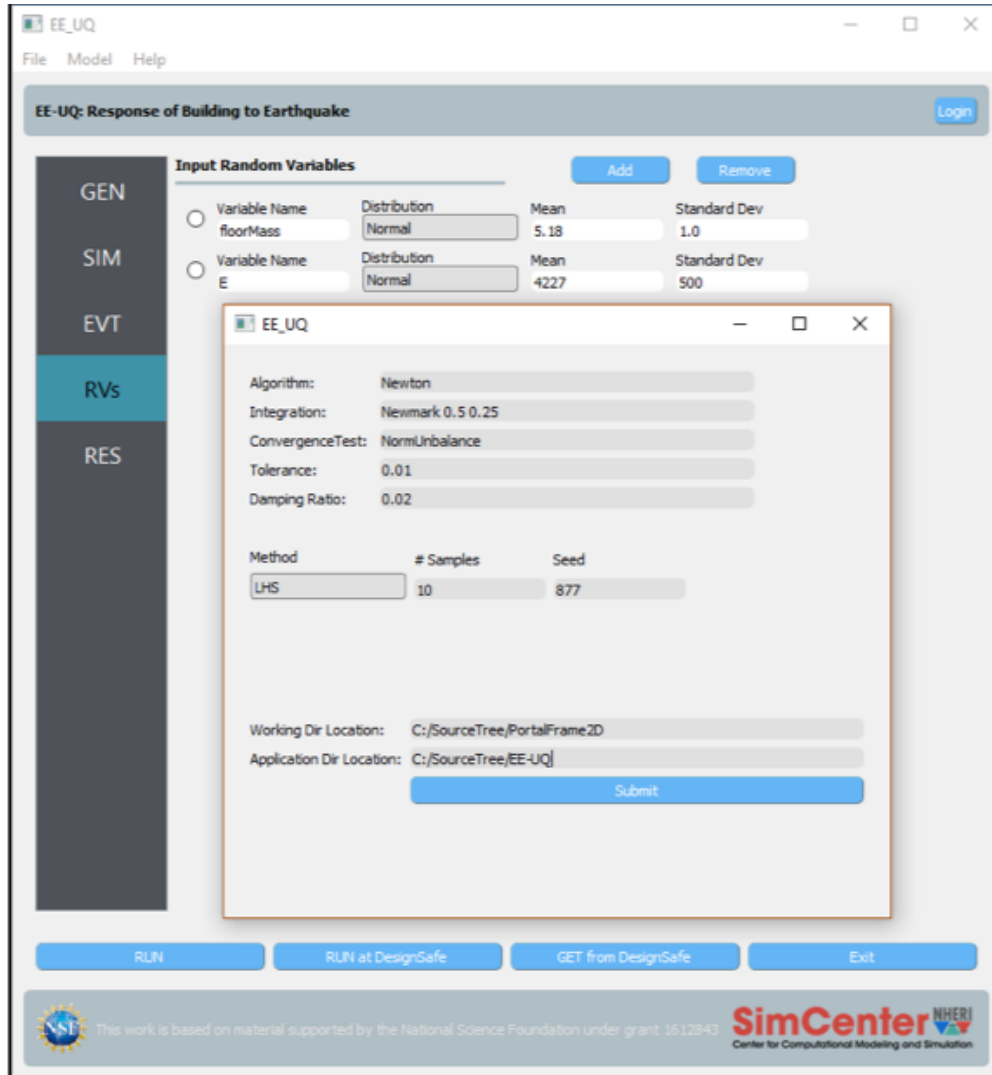 EE_UQ
File Model Help
EE-UQ: Response of Building to Earthquake
Login
GEN
SIM
EVT
RVs
RES
Input Random Variables
Add
Remove
Variable Name Distribution Mean Standard Dev
floorMass Normal 5.18 1.0
Variable Name Distribution Mean Standard Dev
E Normal 4227 500
EE_UQ
Algorithm: Newton
Integration: Newmark 0.5 0.25
ConvergenceTest: NormUnbalance
Tolerance: 0.01
Damping Ratio: 0.02
Method # Samples Seed
LHS 10 877
Working Dir Location: C:/SourceTree/PortalFrame2D
Application Dir Location: C:/SourceTree/EE-UQ
Submit
RUN
RUN at DesignSafe
GET from DesignSafe
Exit
NSF
This work is based on material supported by the National Science Foundation under grant 1612843
SimCenter NHERI
Center for Computational Modeling and Simulation